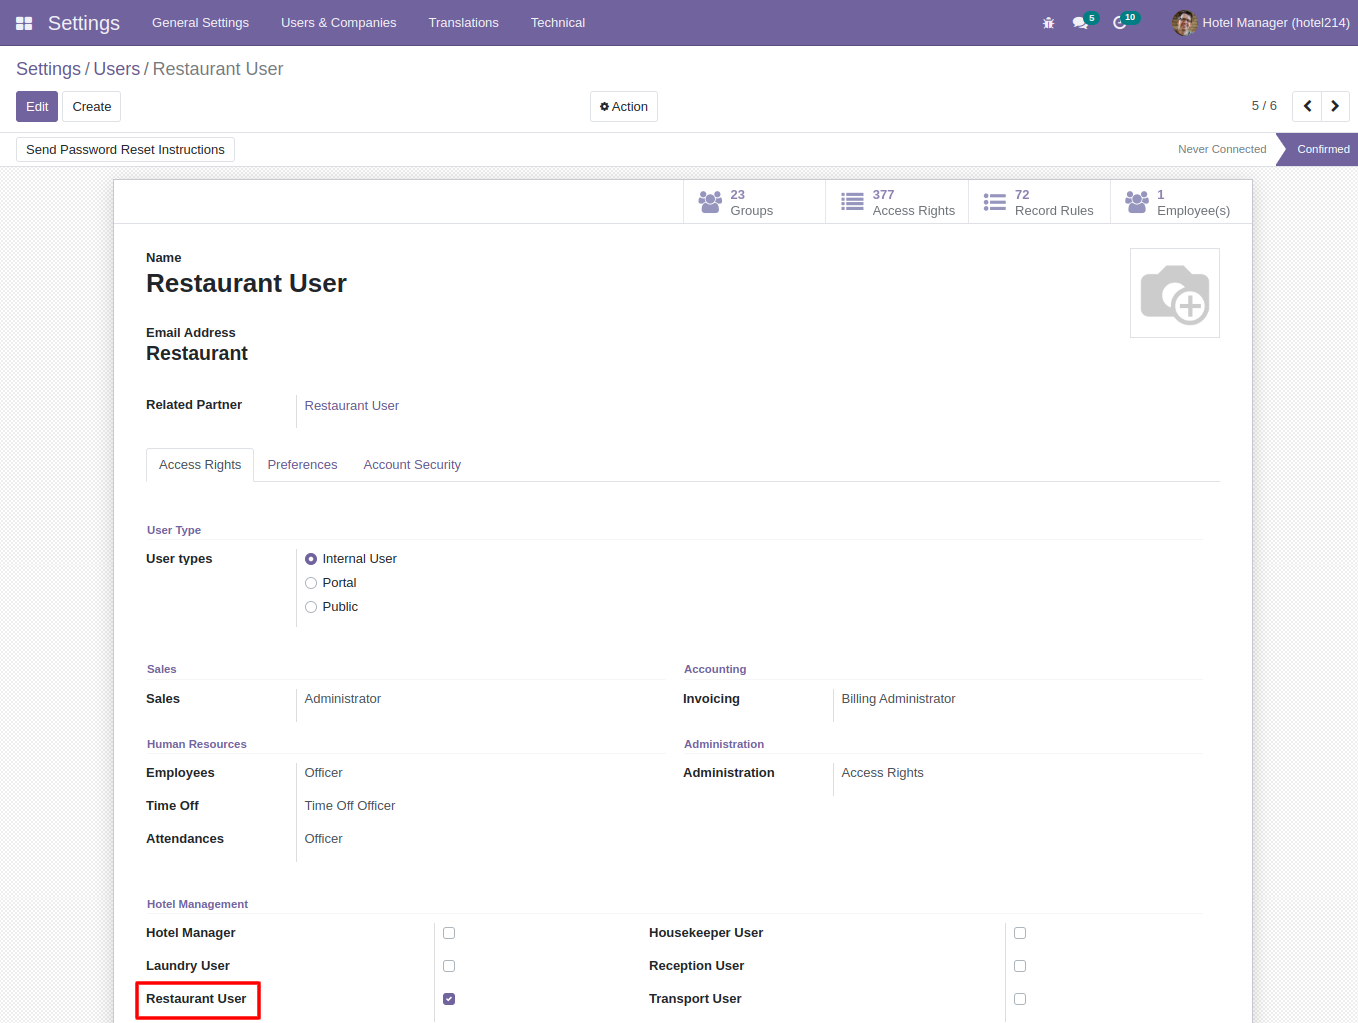 Settings General Settings Users & Companies Translations Technical 5 10 Hotel Manager (hotel214)
Settings / Users / Restaurant User
Edit Create Action 5 / 6
Send Password Reset Instructions Never Connected Confirmed
23 Groups 377 Access Rights 72 Record Rules 1 Employee(s)
Name
Restaurant User
Email Address
Restaurant
Related Partner Restaurant User
Access Rights Preferences Account Security
User Type
User types Internal User
Portal
Public
Sales Accounting
Sales Administrator Invoicing Billing Administrator
Human Resources Administration
Employees Officer Administration Access Rights
Time Off Time Off Officer
Attendances Officer
Hotel Management
Hotel Manager Housekeeper User
Laundry User Reception User
Restaurant User Transport User